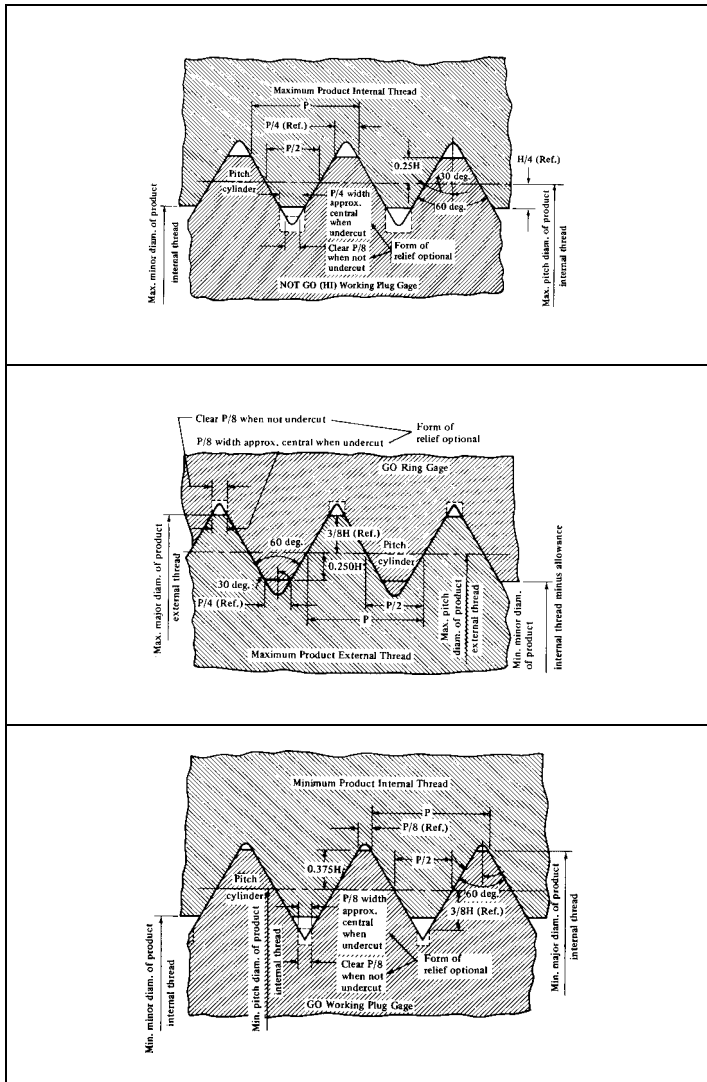 Maximum Product Internal Thread
P
P/4 (Ref.)
P/2
0.25H
H/4 (Ref.)
30 deg.
60 deg.
Pitch
cylinder
P/4 width
approx.
central
when
undercut
Clear P/8
when not
undercut
Form of
relief optional
NOT GO (HI) Working Plug Gage
Max. minor diam. of product
internal thread
Max. pitch diam. of product
internal thread
Clear P/8 when not undercut
P/8 width approx. central when undercut
Form of
relief optional
GO Ring Gage
60 deg.
3/8H (Ref.)
Pitch
cylinder
0.250H
30 deg.
P/4 (Ref.)
P/2
P
Max. major diam. of product
external thread
Max. pitch
diam. of product
external thread
Min. minor diam.
of product
internal thread minus allowance
Maximum Product External Thread
Minimum Product Internal Thread
P
P/8 (Ref.)
P/2
0.375H
Pitch
cylinder
60 deg.
3/8H (Ref.)
P/8 width
approx.
central
when
undercut
Clear P/8
when not
undercut
Form of
relief optional
GO Working Plug Gage
Min. minor diam. of product
internal thread
Min. pitch diam. of product
internal thread
Min. major diam. of product
internal thread